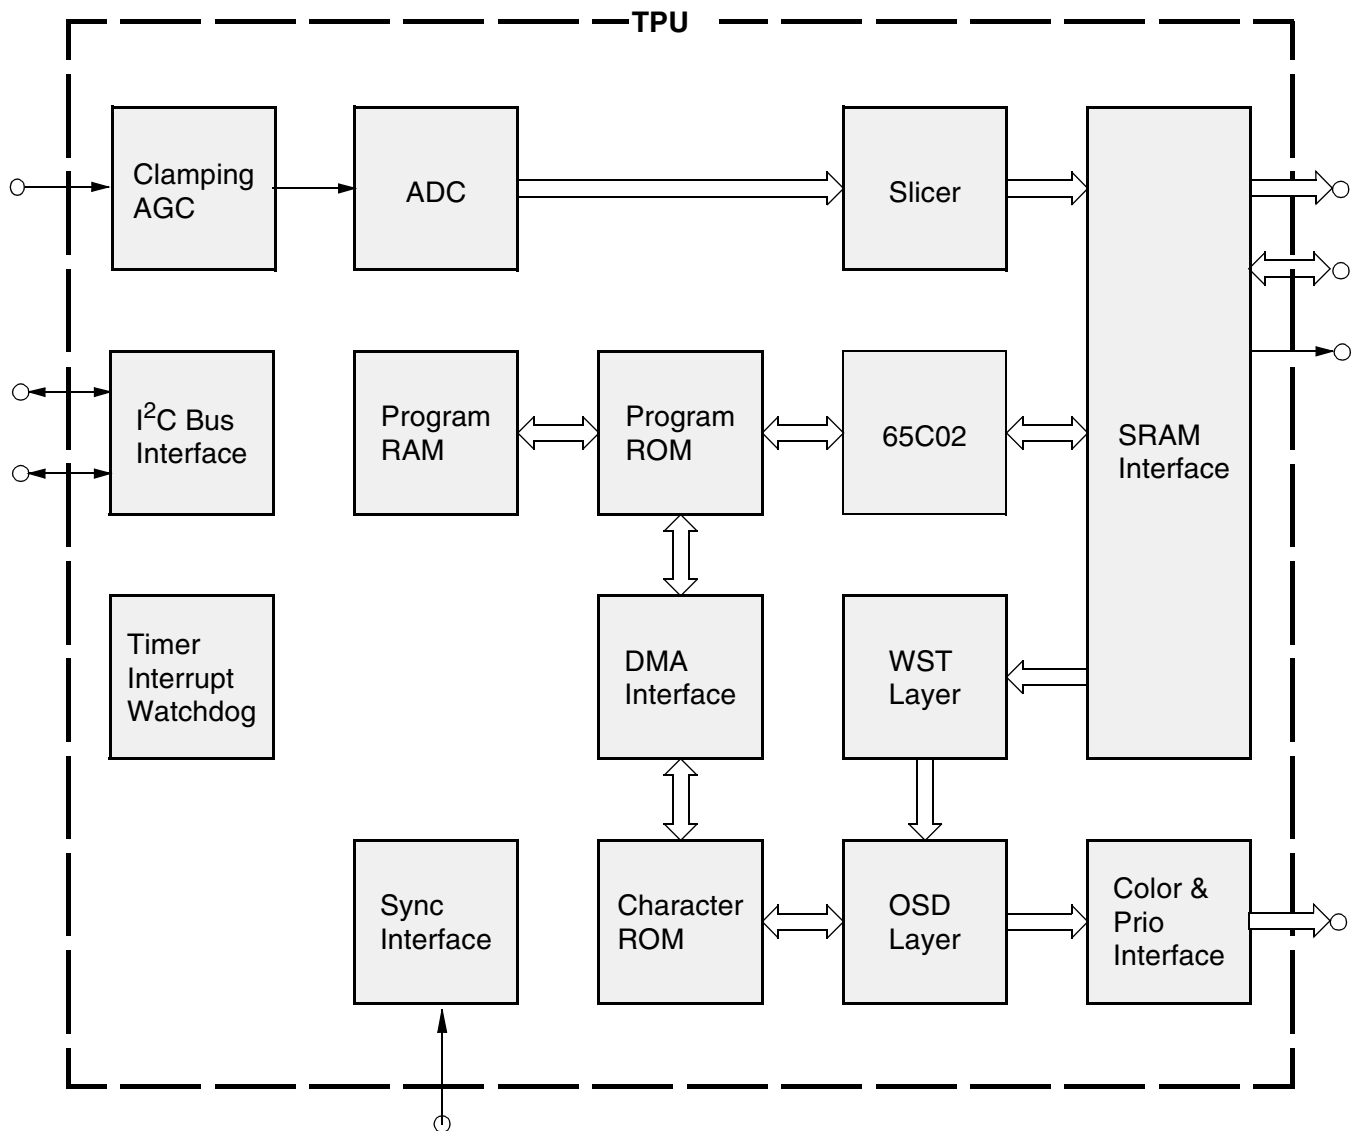 TPU
Clamping
AGC
ADC
Slicer
SRAM
Interface
I²C Bus
Interface
Program
RAM
Program
ROM
65C02
Timer
Interrupt
Watchdog
DMA
Interface
WST
Layer
Sync
Interface
Character
ROM
OSD
Layer
Color &
Prio
Interface